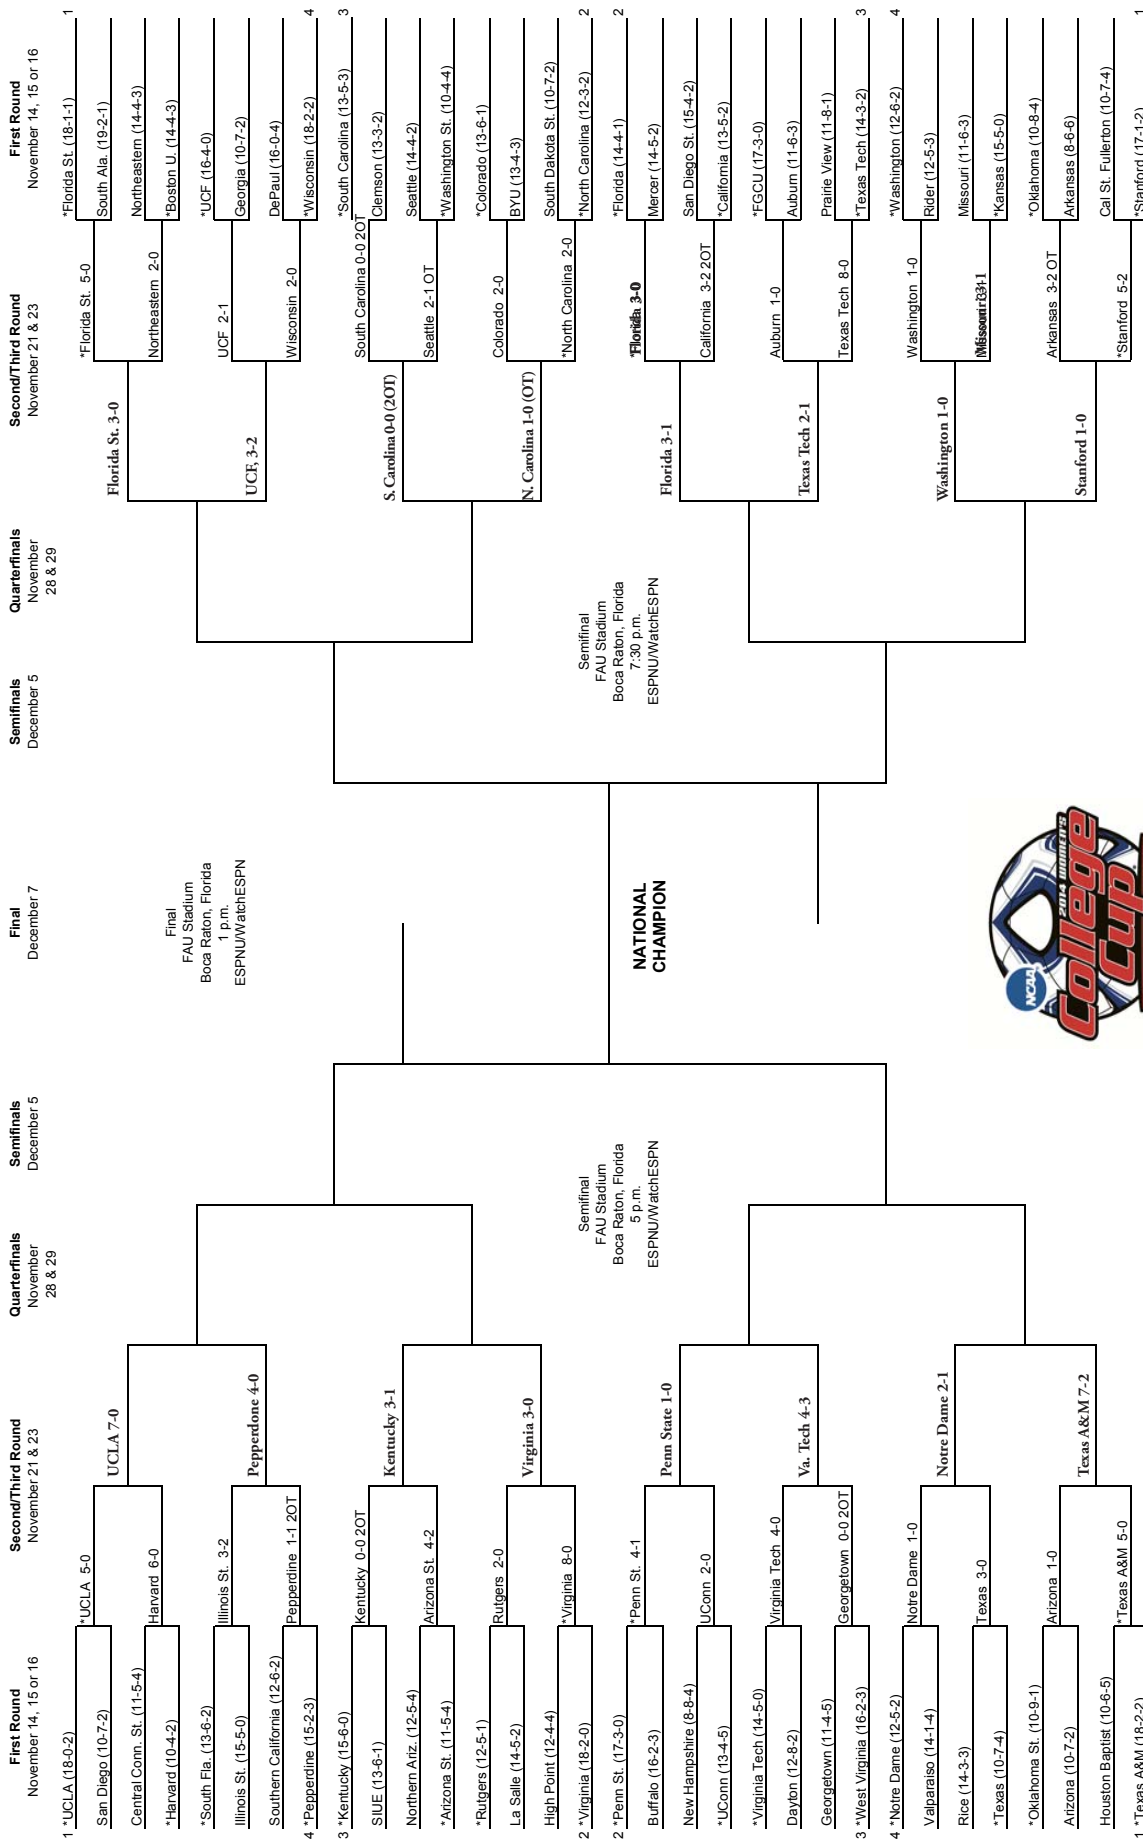 First Round
November 14, 15 or 16
Second/Third Round
November 21 & 23
Quarterfinals
November
28 & 29
Semifinals
December 5
Final
December 7
Semifinals
December 5
Quarterfinals
November
28 & 29
Second/Third Round
November 21 & 23
First Round
November 14, 15 or 16
1 *UCLA (18-0-2)
San Diego (10-7-2)
Central Conn. St. (11-5-4)
*Harvard (10-4-2)
*South Fla. (13-6-2)
Illinois St. (15-5-0)
Southern California (12-6-2)
4 *Pepperdine (15-2-3)
3 *Kentucky (15-6-0)
SIUE (13-6-1)
Northern Ariz. (12-5-4)
*Arizona St. (11-5-4)
*Rutgers (12-5-1)
La Salle (14-5-2)
High Point (12-4-4)
2 *Virginia (18-2-0)
2 *Penn St. (17-3-0)
Buffalo (16-2-3)
New Hampshire (8-8-4)
*UConn (13-4-5)
*Virginia Tech (14-5-0)
Dayton (12-8-2)
Georgetown (11-4-5)
3 *West Virginia (16-2-3)
4 *Notre Dame (12-5-2)
Valparaiso (14-1-4)
Rice (14-3-3)
*Texas (10-7-4)
*Oklahoma St. (10-9-1)
Arizona (10-7-2)
Houston Baptist (10-6-5)
1 *Texas A&M (18-2-2)
*UCLA 5-0
Harvard 6-0
Illinois St. 3-2
Pepperdine 1-1 2OT
Kentucky 0-0 2OT
Arizona St. 4-2
Rutgers 2-0
*Virginia 8-0
*Penn St. 4-1
UConn 2-0
Virginia Tech 4-0
Georgetown 0-0 2OT
Notre Dame 1-0
Texas 3-0
Arizona 1-0
*Texas A&M 5-0
UCLA 7-0
Pepperdone 4-0
Kentucky 3-1
Virginia 3-0
Penn State 1-0
Va. Tech 4-3
Notre Dame 2-1
Texas A&M 7-2
Semifinal
FAU Stadium
Boca Raton, Florida
5 p.m.
ESPNU/WatchESPN
Final
FAU Stadium
Boca Raton, Florida
1 p.m.
ESPNU/WatchESPN
NATIONAL
CHAMPION
NCAA
2014 WOMEN'S
College
Cup
Semifinal
FAU Stadium
Boca Raton, Florida
7:30 p.m.
ESPNU/WatchESPN
Florida St. 3-0
UCF, 3-2
S. Carolina 0-0 (2OT)
N. Carolina 1-0 (OT)
Florida 3-1
Texas Tech 2-1
Washington 1-0
Stanford 1-0
*Florida St. 5-0
Northeastern 2-0
UCF 2-1
Wisconsin 2-0
South Carolina 0-0 2OT
Seattle 2-1 OT
Colorado 2-0
*North Carolina 2-0
*Florida 3-0
California 3-2 2OT
Auburn 1-0
Texas Tech 8-0
Washington 1-0
Arkansas 3-2 OT
*Stanford 5-2
*Florida St. (18-1-1) 1
South Ala. (19-2-1)
Northeastern (14-4-3)
*Boston U. (14-4-3)
*UCF (16-4-0)
Georgia (10-7-2)
DePaul (16-0-4)
*Wisconsin (18-2-2) 4
*South Carolina (13-5-3) 3
Clemson (13-3-2)
Seattle (14-4-2)
*Washington St. (10-4-4)
*Colorado (13-6-1)
BYU (13-4-3)
South Dakota St. (10-7-2)
*North Carolina (12-3-2) 2
*Florida (14-4-1) 2
Mercer (14-5-2)
San Diego St. (15-4-2)
*California (13-5-2)
*FGCU (17-3-0)
Auburn (11-6-3)
Prairie View (11-8-1)
*Texas Tech (14-3-2) 3
*Washington (12-6-2) 4
Rider (12-5-3)
Missouri (11-6-3)
*Kansas (15-5-0)
*Oklahoma (10-8-4)
Arkansas (8-6-6)
Cal St. Fullerton (10-7-4)
*Stanford (17-1-2) 1